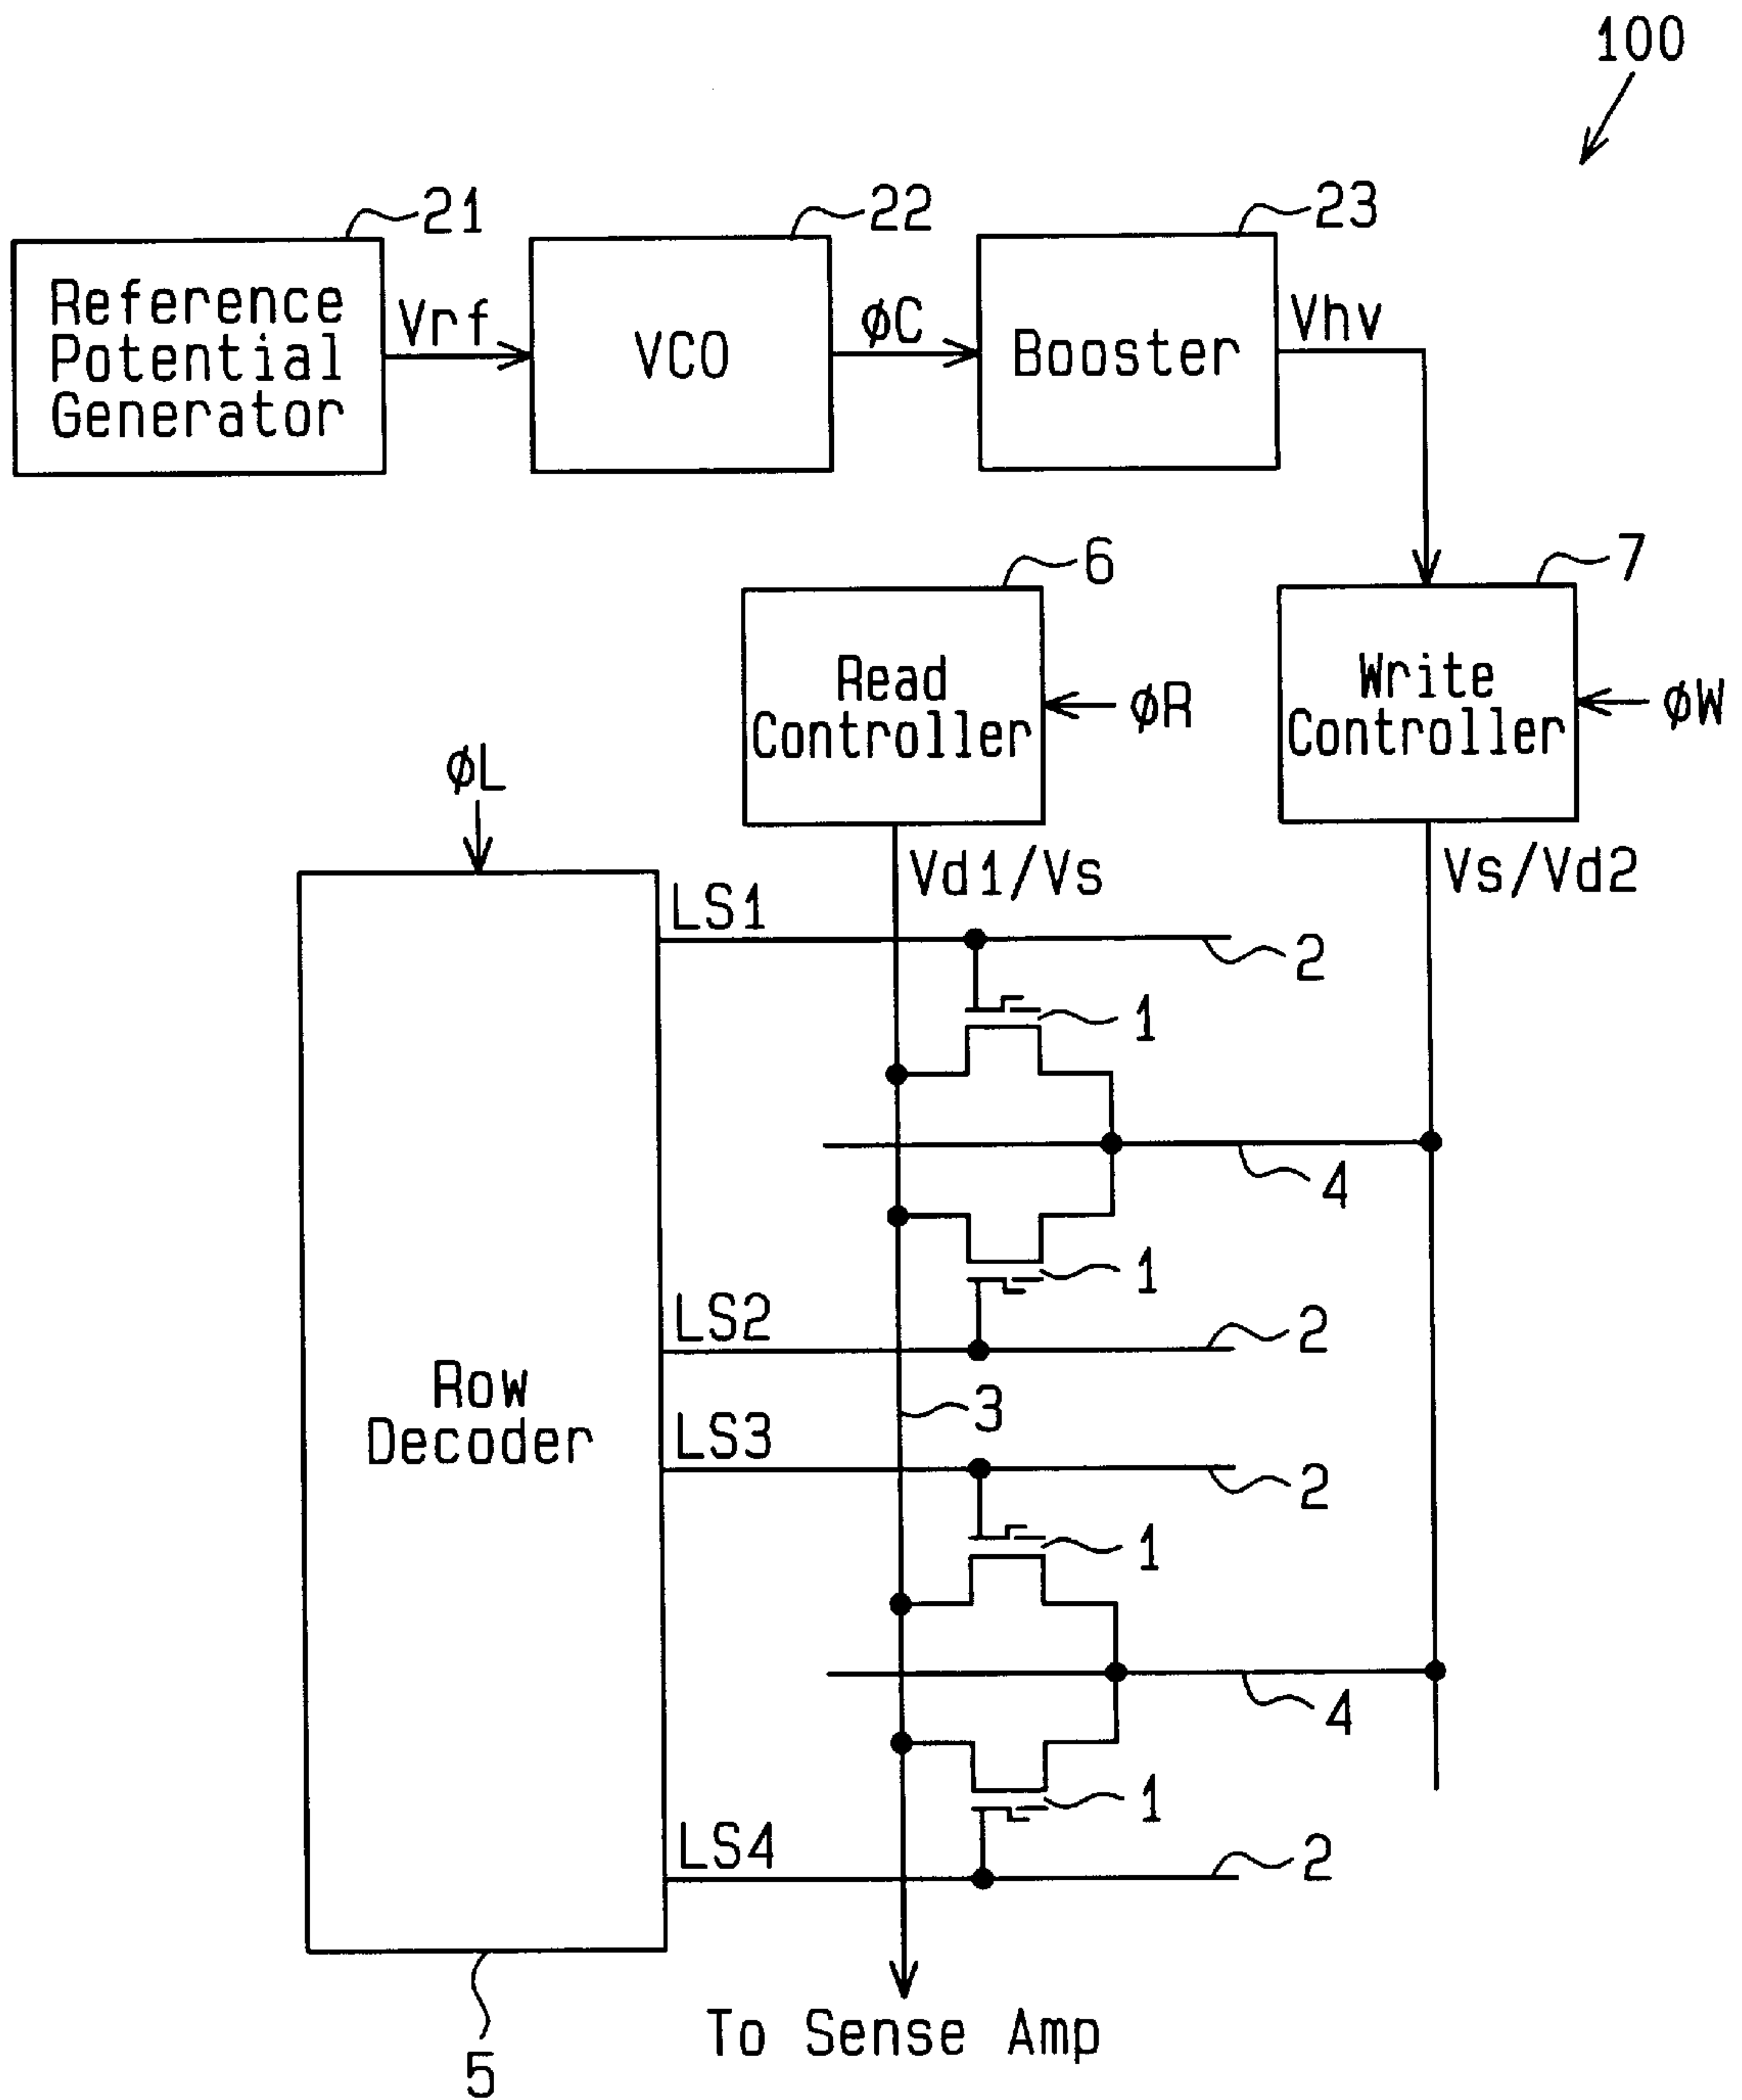 100
21
22
23
Reference
Potential
Generator
Vrf
VCO
φC
Booster
Vhv
6
7
Read
Controller
φR
Write
Controller
φW
φL
Vd1/Vs
Vs/Vd2
LS1
2
1
4
1
LS2
2
3
Row
Decoder
LS3
2
1
4
1
LS4
2
To Sense Amp
5